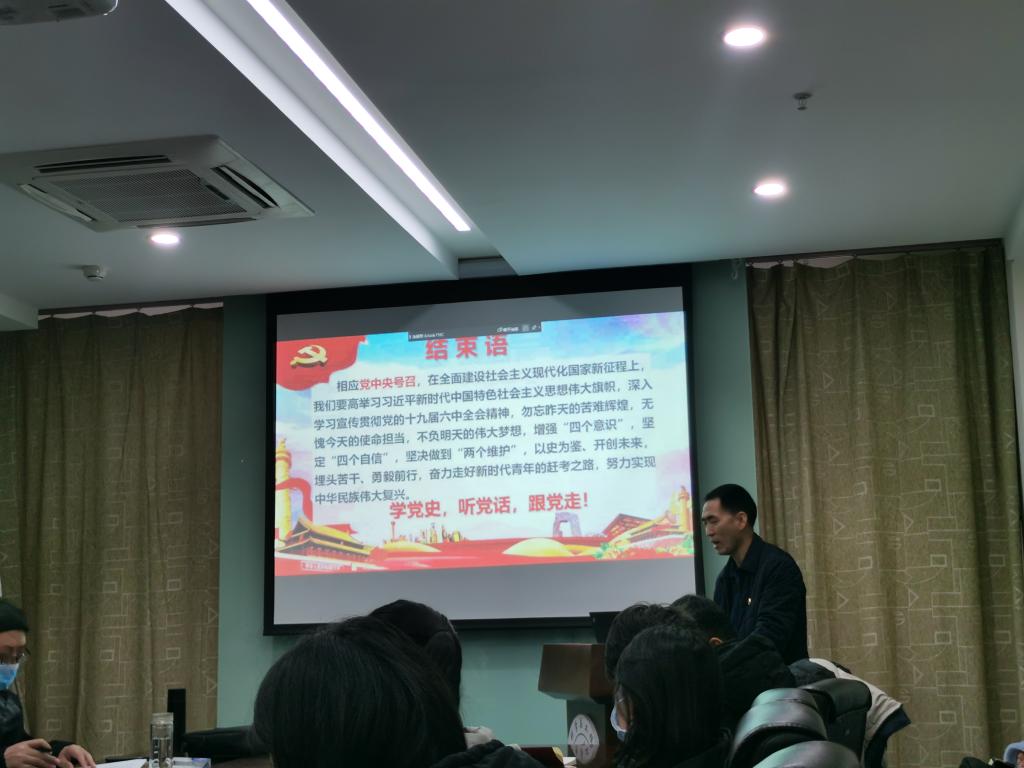 结束语
相应党中央号召，在全面建设社会主义现代化国家新征程上，
我们要高举习近平新时代中国特色社会主义思想伟大旗帜，深入
学习宣传贯彻党的十九届六中全会精神，勿忘昨天的苦难辉煌，无
愧今天的使命担当，不负明天的伟大梦想，增强“四个意识”，坚
定“四个自信”，坚决做到“两个维护”，以史为鉴、开创未来，
埋头苦干、勇毅前行，奋力走好新时代青年的赶考之路，努力实现
中华民族伟大复兴。
学党史，听党话，跟党走！